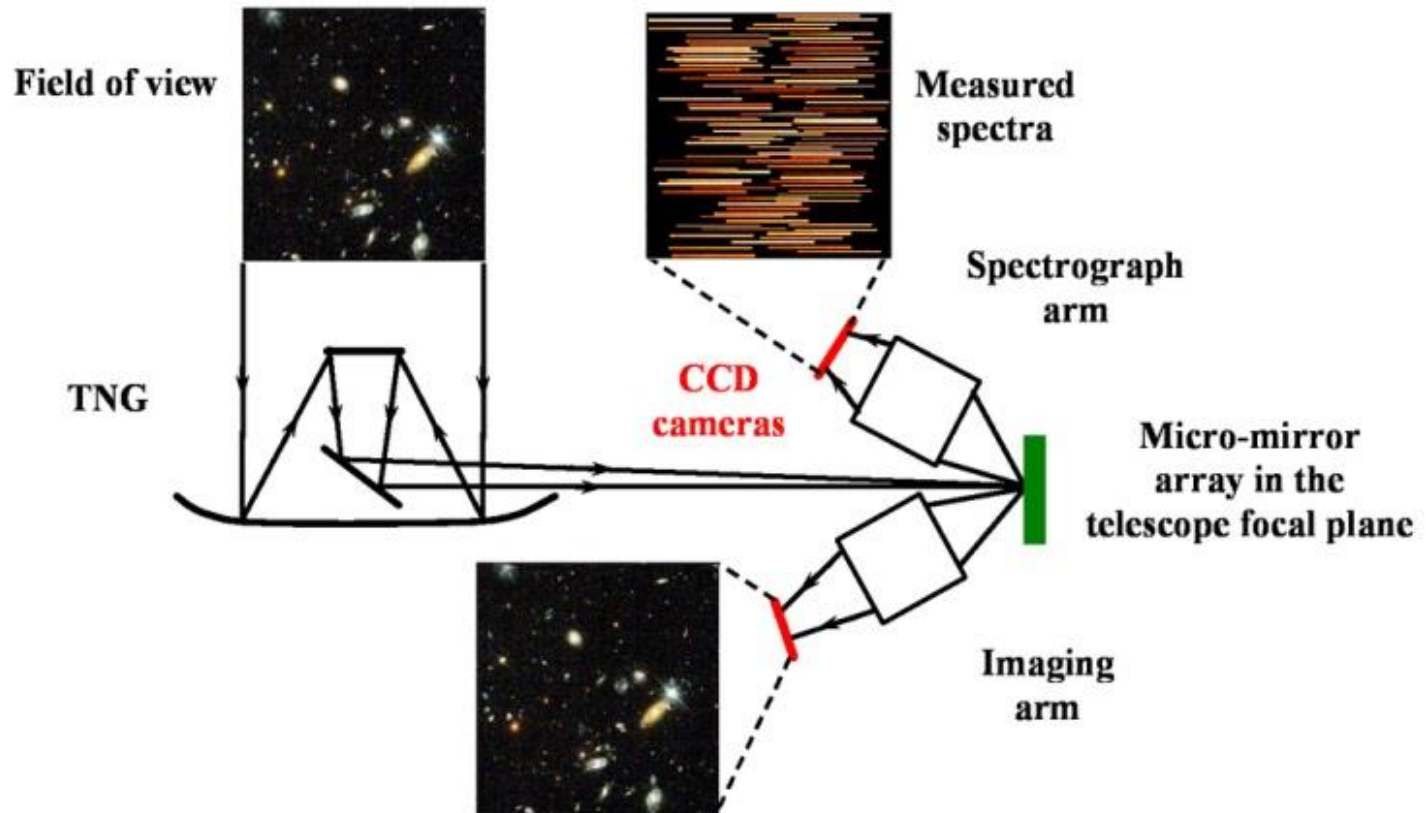 Field of view
Measured
spectra
Spectrograph
arm
TNG
CCD
cameras
Micro-mirror
array in the
telescope focal plane
Imaging
arm